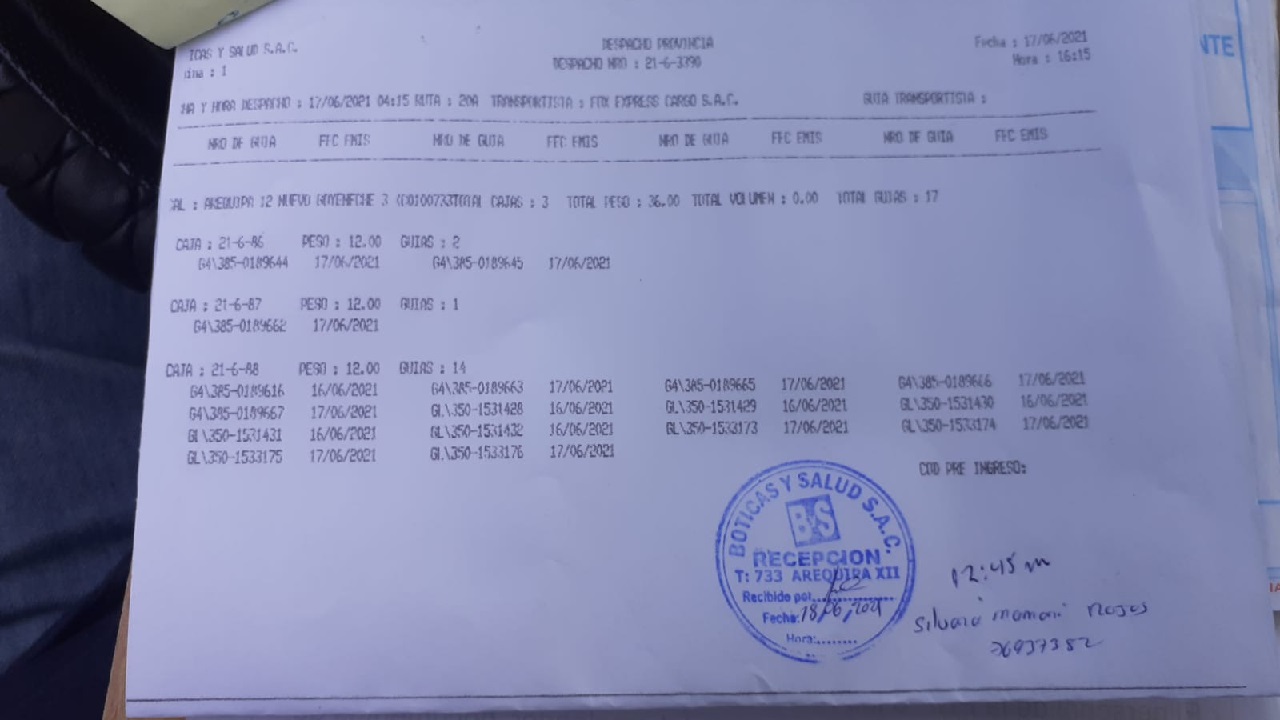 ICAS Y SALUD S.A.C. DESPACHO PROVINCIA Fecha : 17/06/2021
ina : 1 DESPACHO NRO : 21-6-3390 Hora : 16:15
NTE
HA Y HORA DESPACHO : 17/06/2021 04:15 RUTA : 20A TRANSPORTISTA : FOX EXPRESS CARGO S.A.C. GUIA TRANSPORTISTA :
NRO DE GUIA FEC EMIS NRO DE GUIA FEC EMIS NRO DE GUIA FEC EMIS NRO DE GUIA FEC EMIS
AL : AREQUIPA 12 NUEVO GOYENECHE 3 TOTAL CAJAS : 3 TOTAL PESO : 36.00 TOTAL VOLUMEN : 0.00 TOTAL GUIAS : 17
CAJA : 21-6-86 PESO : 12.00 GUIAS : 2
G4\385-0189644 17/06/2021 G4\385-0189645 17/06/2021
CAJA : 21-6-87 PESO : 12.00 GUIAS : 1
G4\385-0189662 17/06/2021
CAJA : 21-6-88 PESO : 12.00 GUIAS : 14
G4\385-0189616 16/06/2021 G4\385-0189663 17/06/2021 G4\385-0189665 17/06/2021 G4\385-0189666 17/06/2021
G4\385-0189667 17/06/2021 GL\350-1531428 16/06/2021 GL\350-1531429 16/06/2021 GL\350-1531430 16/06/2021
GL\350-1531431 16/06/2021 GL\350-1531432 16/06/2021 GL\350-1533173 17/06/2021 GL\350-1533174 17/06/2021
GL\350-1533175 17/06/2021 GL\350-1533176 17/06/2021
COD PRE INGRESO:
BOTICAS Y SALUD S.A.C.
BS
RECEPCION
T: 733 AREQUIPA XII
Recibido por
Fecha: 18/6/2021
Hora:
12:45 m
mamani Rojas